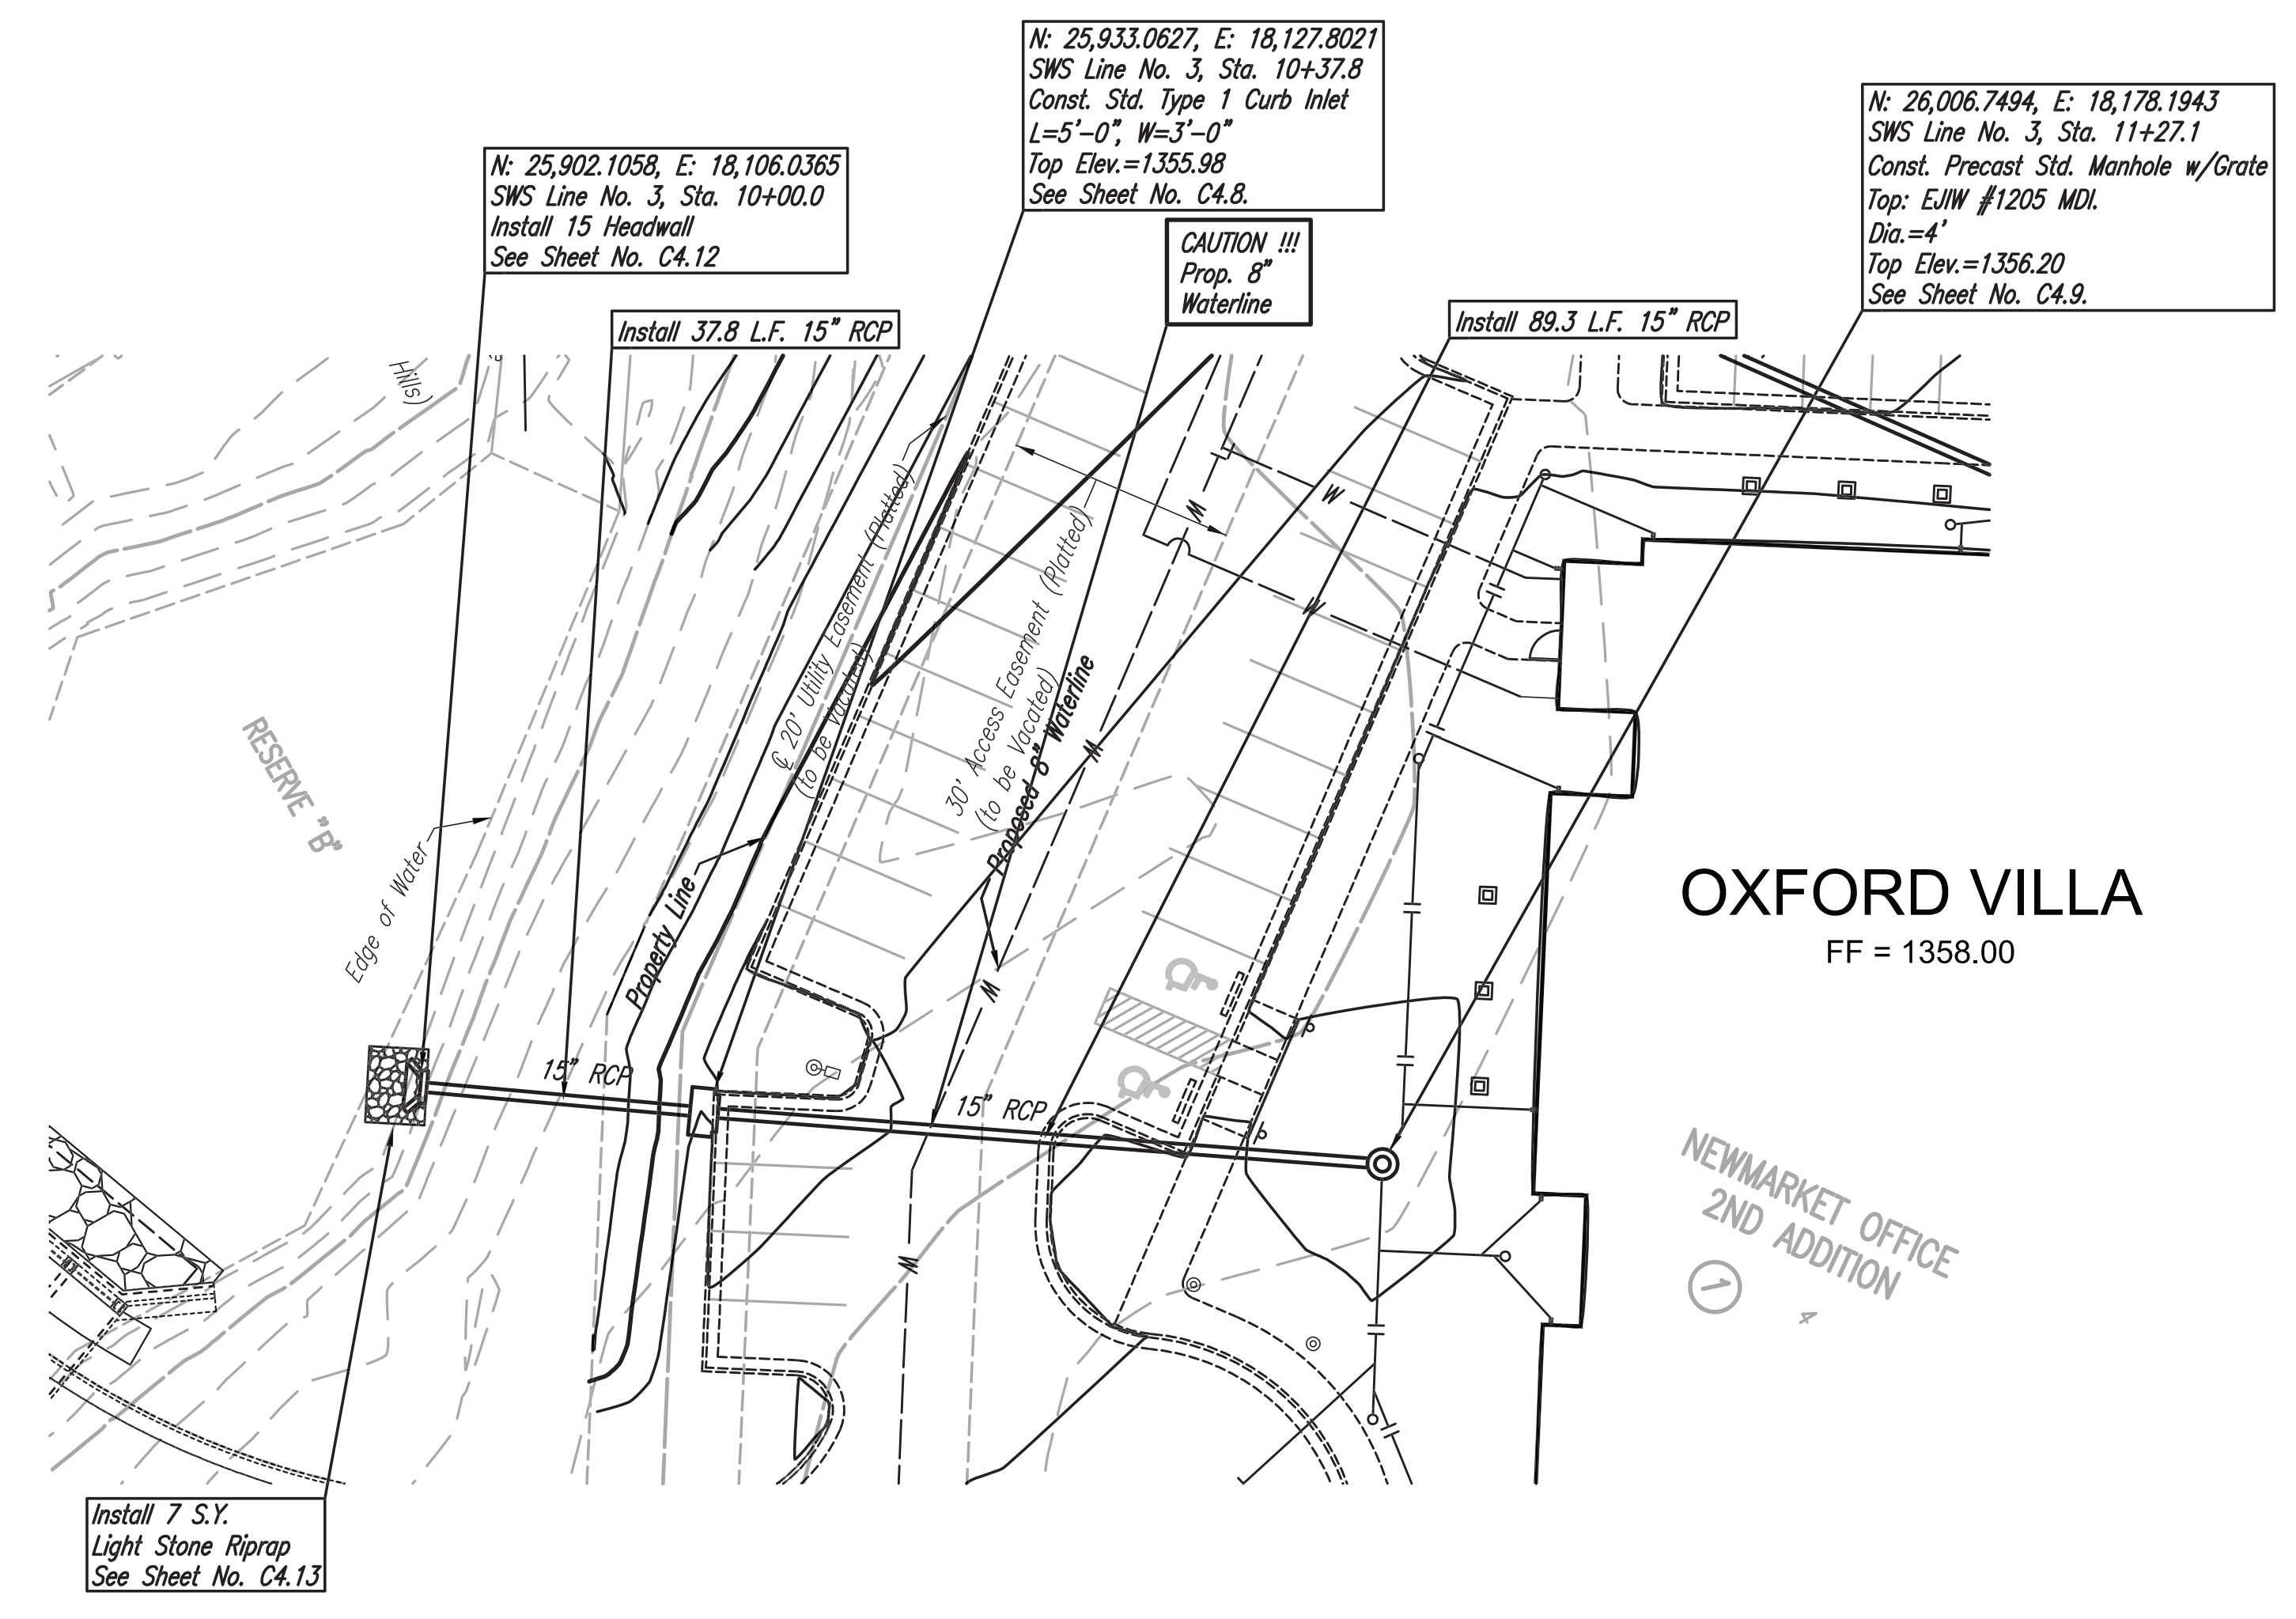 N: 25,933.0627, E: 18,127.8021
SWS Line No. 3, Sta. 10+37.8
Const. Std. Type 1 Curb Inlet
L=5'-0", W=3'-0"
Top Elev.=1355.98
See Sheet No. C4.8.
N: 26,006.7494, E: 18,178.1943
SWS Line No. 3, Sta. 11+27.1
Const. Precast Std. Manhole w/Grate
Top: EJIW #1205 MDI.
Dia.=4'
Top Elev.=1356.20
See Sheet No. C4.9.
N: 25,902.1058, E: 18,106.0365
SWS Line No. 3, Sta. 10+00.0
Install 15 Headwall
See Sheet No. C4.12
CAUTION !!!
Prop. 8"
Waterline
Install 37.8 L.F. 15" RCP
Install 89.3 L.F. 15" RCP
Hills)
℄ 20' Utility Easement (Platted)
(to be Vacated)
30' Access Easement (Platted)
(to be Vacated)
Proposed 8" Waterline
W
W
W
W
W
W
RESERVE "B"
Edge of Water
Property Line
OXFORD VILLA
FF = 1358.00
15" RCP
15" RCP
NEWMARKET OFFICE
2ND ADDITION
1
4
Install 7 S.Y.
Light Stone Riprap
See Sheet No. C4.13